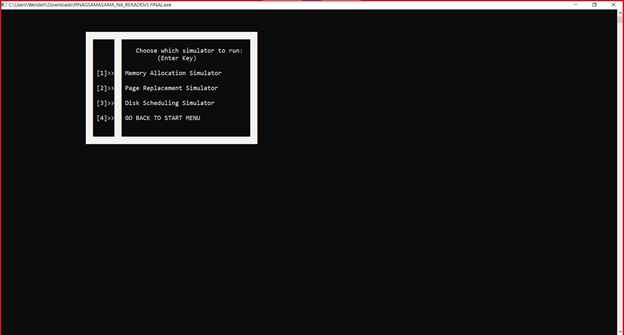 C:\Users\Wendell\Downloads\PINAGSAMASAMA_NA_REKADOv5 FINAL.exe
Choose which simulator to run:
(Enter Key)
[1]>> Memory Allocation Simulator
[2]>> Page Replacement Simulator
[3]>> Disk Scheduling Simulator
[4]>> GO BACK TO START MENU